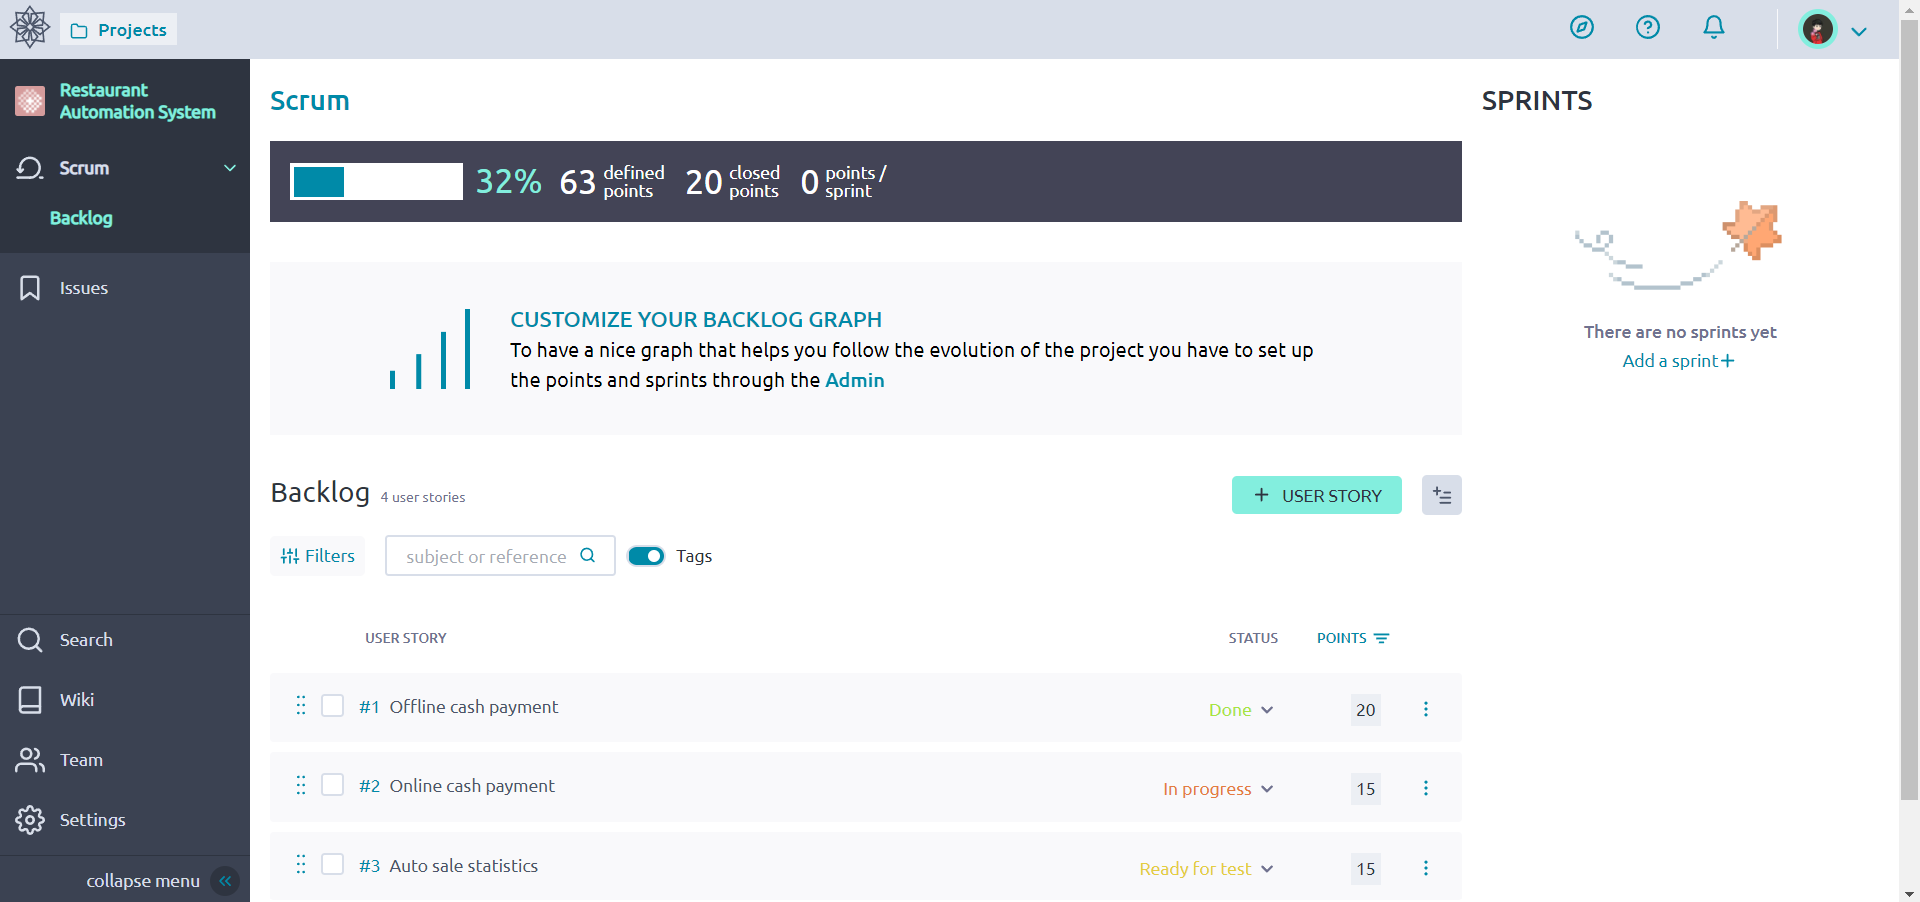 Projects
Restaurant
Automation System
Scrum
Backlog
Issues
Search
Wiki
Team
Settings
collapse menu
Scrum
32% 63 defined points 20 closed points 0 points / sprint
CUSTOMIZE YOUR BACKLOG GRAPH
To have a nice graph that helps you follow the evolution of the project you have to set up
the points and sprints through the Admin
Backlog 4 user stories
+ USER STORY
Filters
subject or reference
Tags
USER STORY STATUS POINTS
#1 Offline cash payment Done 20
#2 Online cash payment In progress 15
#3 Auto sale statistics Ready for test 15
SPRINTS
There are no sprints yet
Add a sprint+